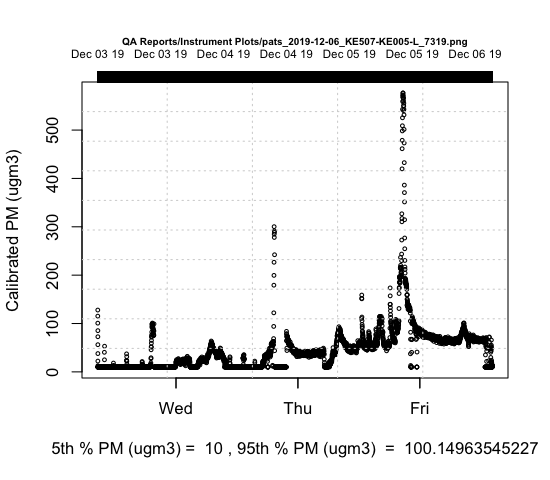 QA Reports/Instrument Plots/pats_2019-12-06_KE507-KE005-L_7319.png
Dec 03 19 Dec 03 19 Dec 04 19 Dec 04 19 Dec 05 19 Dec 05 19 Dec 06 19
Calibrated PM (ugm3)
500
400
300
200
100
0
Wed Thu Fri
5th % PM (ugm3) = 10 , 95th % PM (ugm3) = 100.14963545227